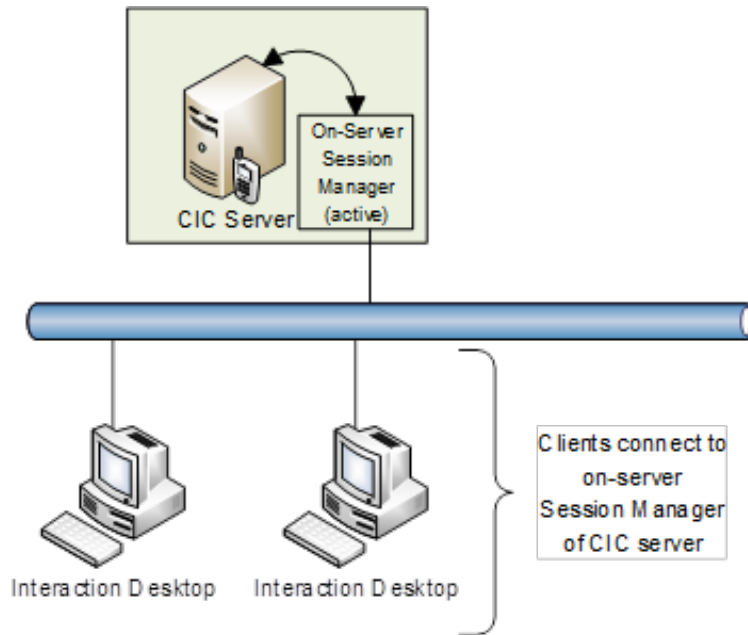 On-Server
Session
Manager
(active)
CIC Server
Clients connect to
on-server
Session Manager
of CIC server
Interaction Desktop
Interaction Desktop